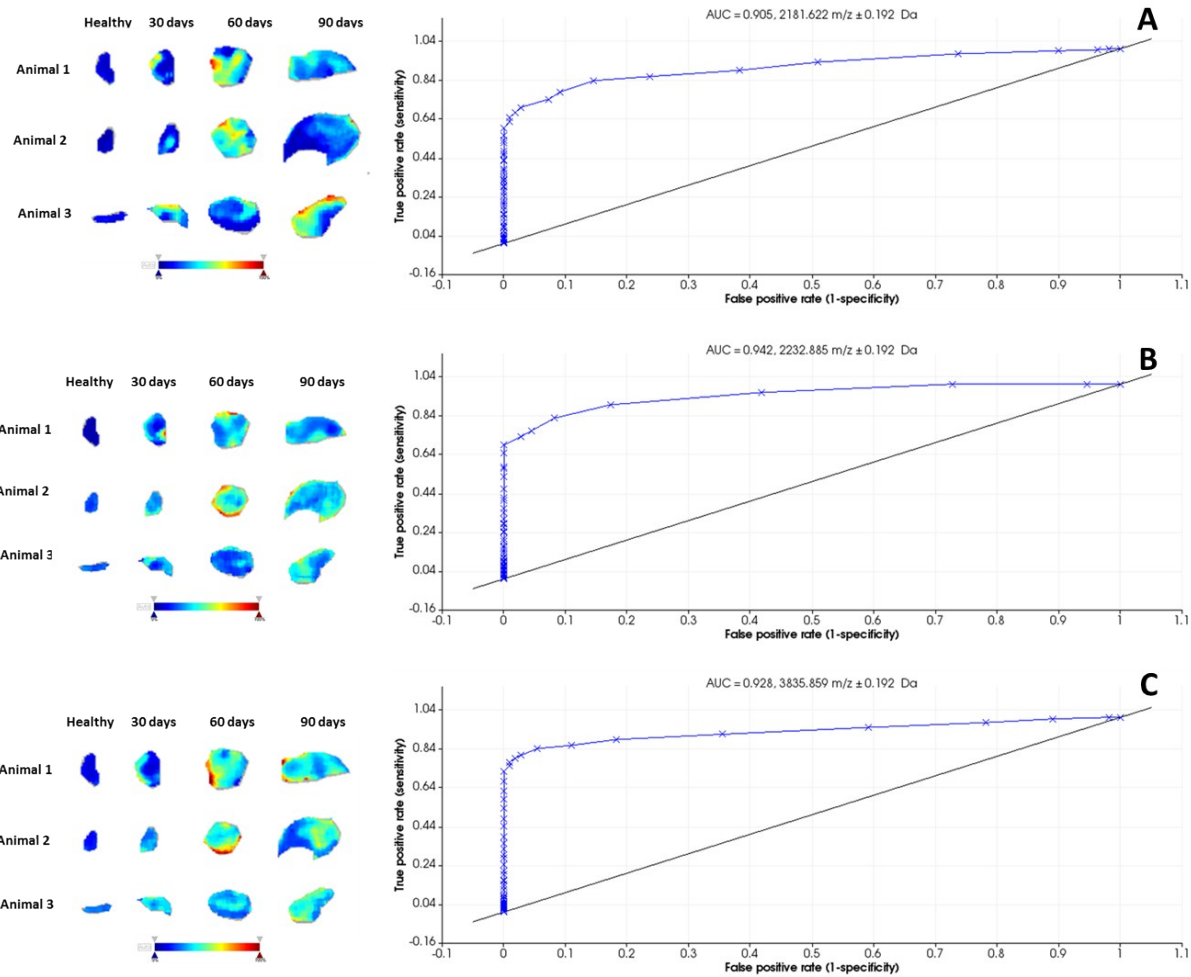 Healthy 30 days 60 days 90 days
Animal 1
Animal 2
Animal 3
AUC = 0.905, 2181.622 m/z ± 0.192 Da
A
True positive rate (sensitivity)
1.04
0.84
0.64
0.44
0.24
0.04
-0.16
-0.1 0 0.1 0.2 0.3 0.4 0.5 0.6 0.7 0.8 0.9 1 1.1
False positive rate (1-specificity)
Healthy 30 days 60 days 90 days
Animal 1
Animal 2
Animal 3
AUC = 0.942, 2232.885 m/z ± 0.192 Da
B
True positive rate (sensitivity)
1.04
0.84
0.64
0.44
0.24
0.04
-0.16
-0.1 0 0.1 0.2 0.3 0.4 0.5 0.6 0.7 0.8 0.9 1 1.1
False positive rate (1-specificity)
Healthy 30 days 60 days 90 days
Animal 1
Animal 2
Animal 3
AUC = 0.928, 3835.859 m/z ± 0.192 Da
C
True positive rate (sensitivity)
1.04
0.84
0.64
0.44
0.24
0.04
-0.16
-0.1 0 0.1 0.2 0.3 0.4 0.5 0.6 0.7 0.8 0.9 1 1.1
False positive rate (1-specificity)